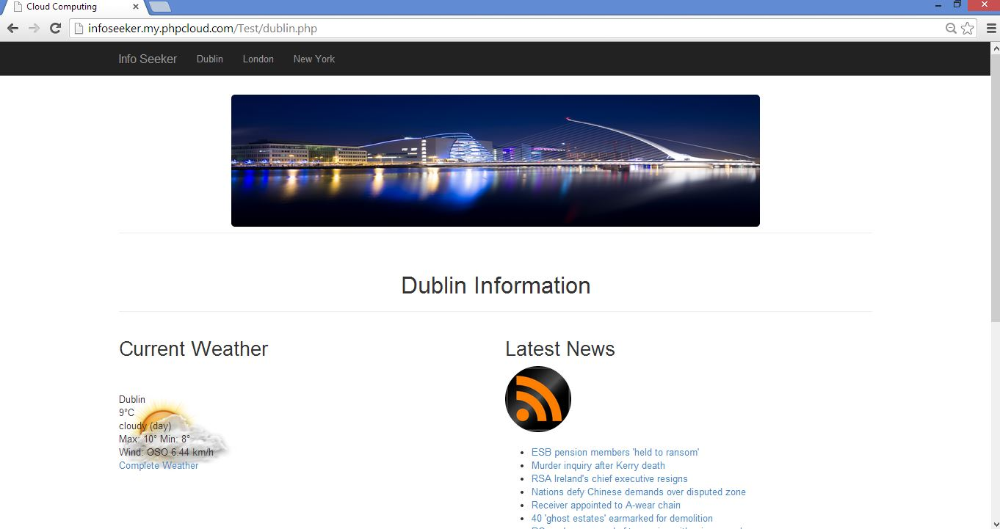 Cloud Computing
infoseeker.my.phpcloud.com/Test/dublin.php
Info Seeker Dublin London New York
Dublin Information
Current Weather
Dublin
9°C
cloudy (day)
Max: 10° Min: 8°
Wind: OSO 6.44 km/h
Complete Weather
Latest News
ESB pension members 'held to ransom'
Murder inquiry after Kerry death
RSA Ireland's chief executive resigns
Nations defy Chinese demands over disputed zone
Receiver appointed to A-wear chain
40 'ghost estates' earmarked for demolition